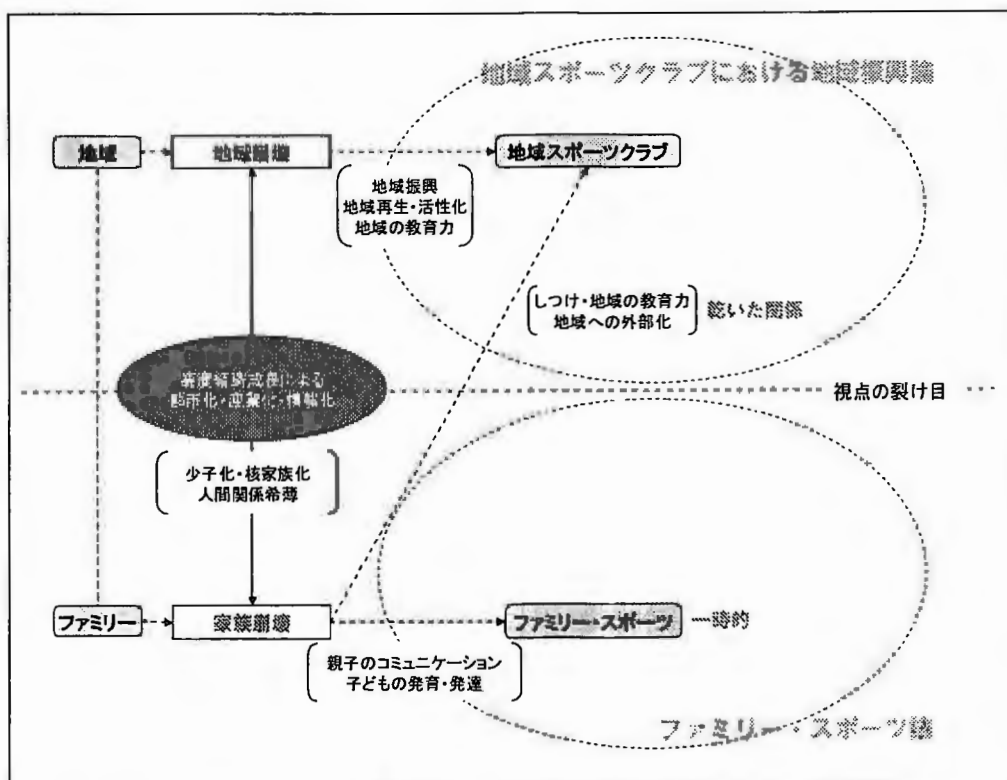 地域スポーツクラブにおける地域振興論
地域
地域崩壊
地域スポーツクラブ
地域振興
地域再生・活性化
地域の教育力
しつけ・地域の教育力
地域への外部化
乾いた関係
高度経済成長による
都市化・産業化・情報化
視点の裂け目
少子化・核家族化
人間関係希薄
ファミリー
家族崩壊
ファミリー・スポーツ
一時的
親子のコミュニケーション
子どもの発育・発達
ファミリー・スポーツ論